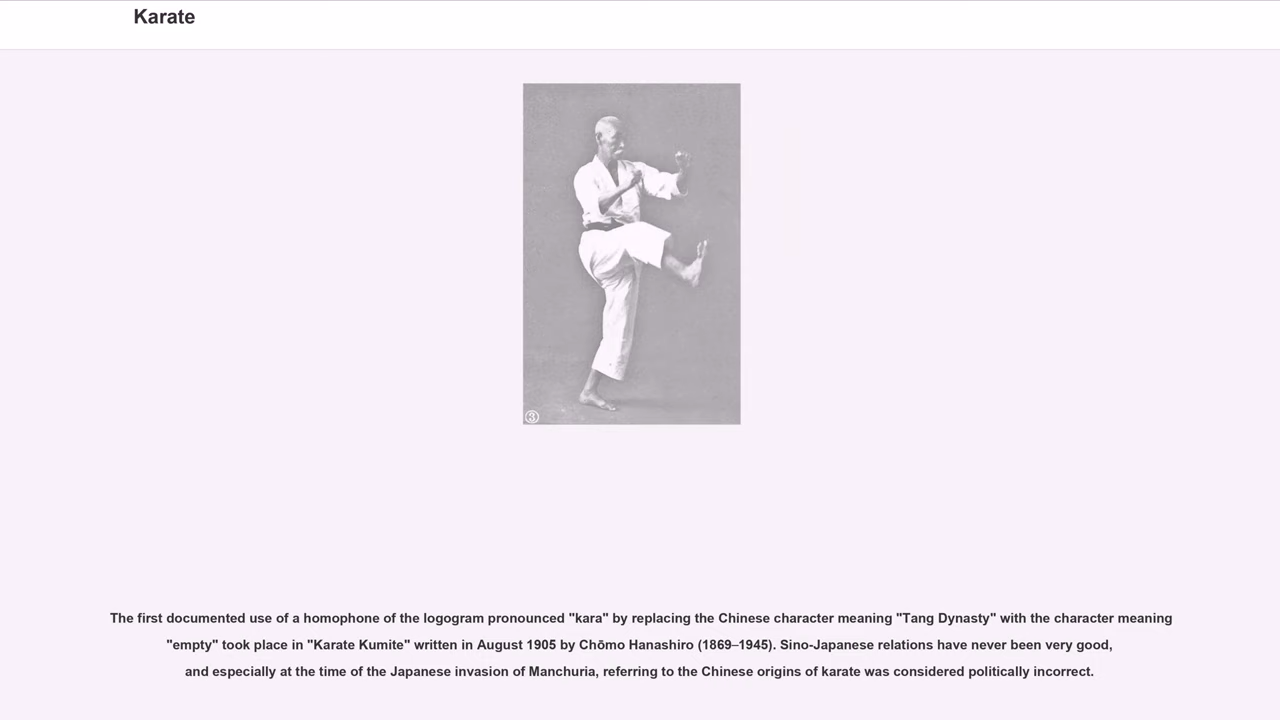 Karate
③
The first documented use of a homophone of the logogram pronounced "kara" by replacing the Chinese character meaning "Tang Dynasty" with the character meaning
"empty" took place in "Karate Kumite" written in August 1905 by Chōmo Hanashiro (1869–1945). Sino-Japanese relations have never been very good,
and especially at the time of the Japanese invasion of Manchuria, referring to the Chinese origins of karate was considered politically incorrect.